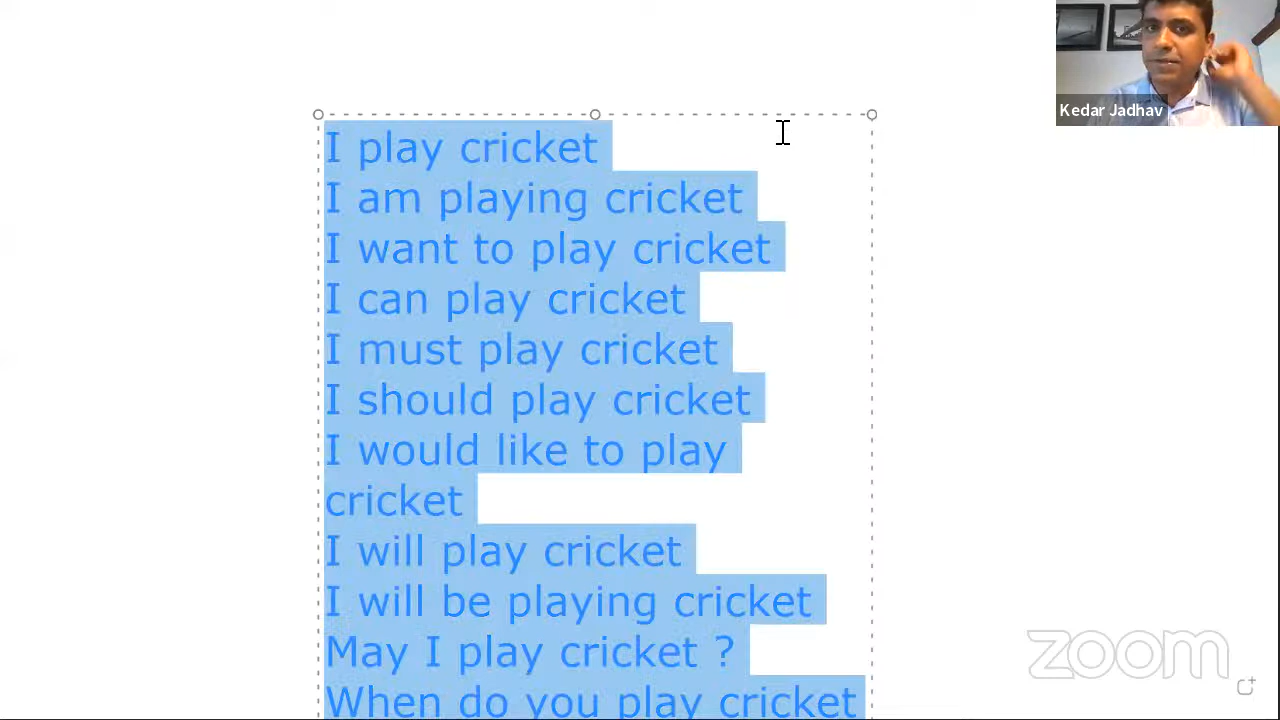 Kedar Jadhav
I play cricket
I am playing cricket
I want to play cricket
I can play cricket
I must play cricket
I should play cricket
I would like to play
cricket
I will play cricket
I will be playing cricket
May I play cricket ?
When do you play cricket
zoom